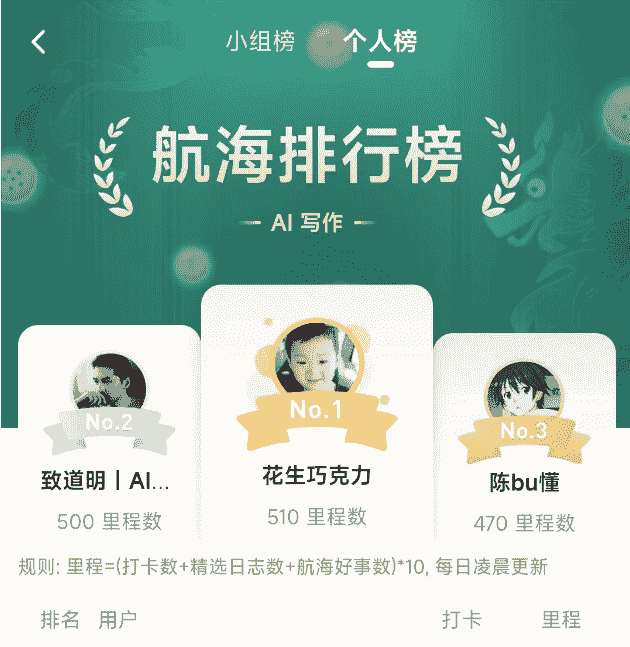 小组榜 个人榜
航海排行榜
AI 写作
No.2
No.1
No.3
致道明丨AI...
花生巧克力
陈bu懂
500 里程数
510 里程数
470 里程数
规则: 里程=(打卡数+精选日志数+航海好事数)*10, 每日凌晨更新
排名 用户 打卡 里程